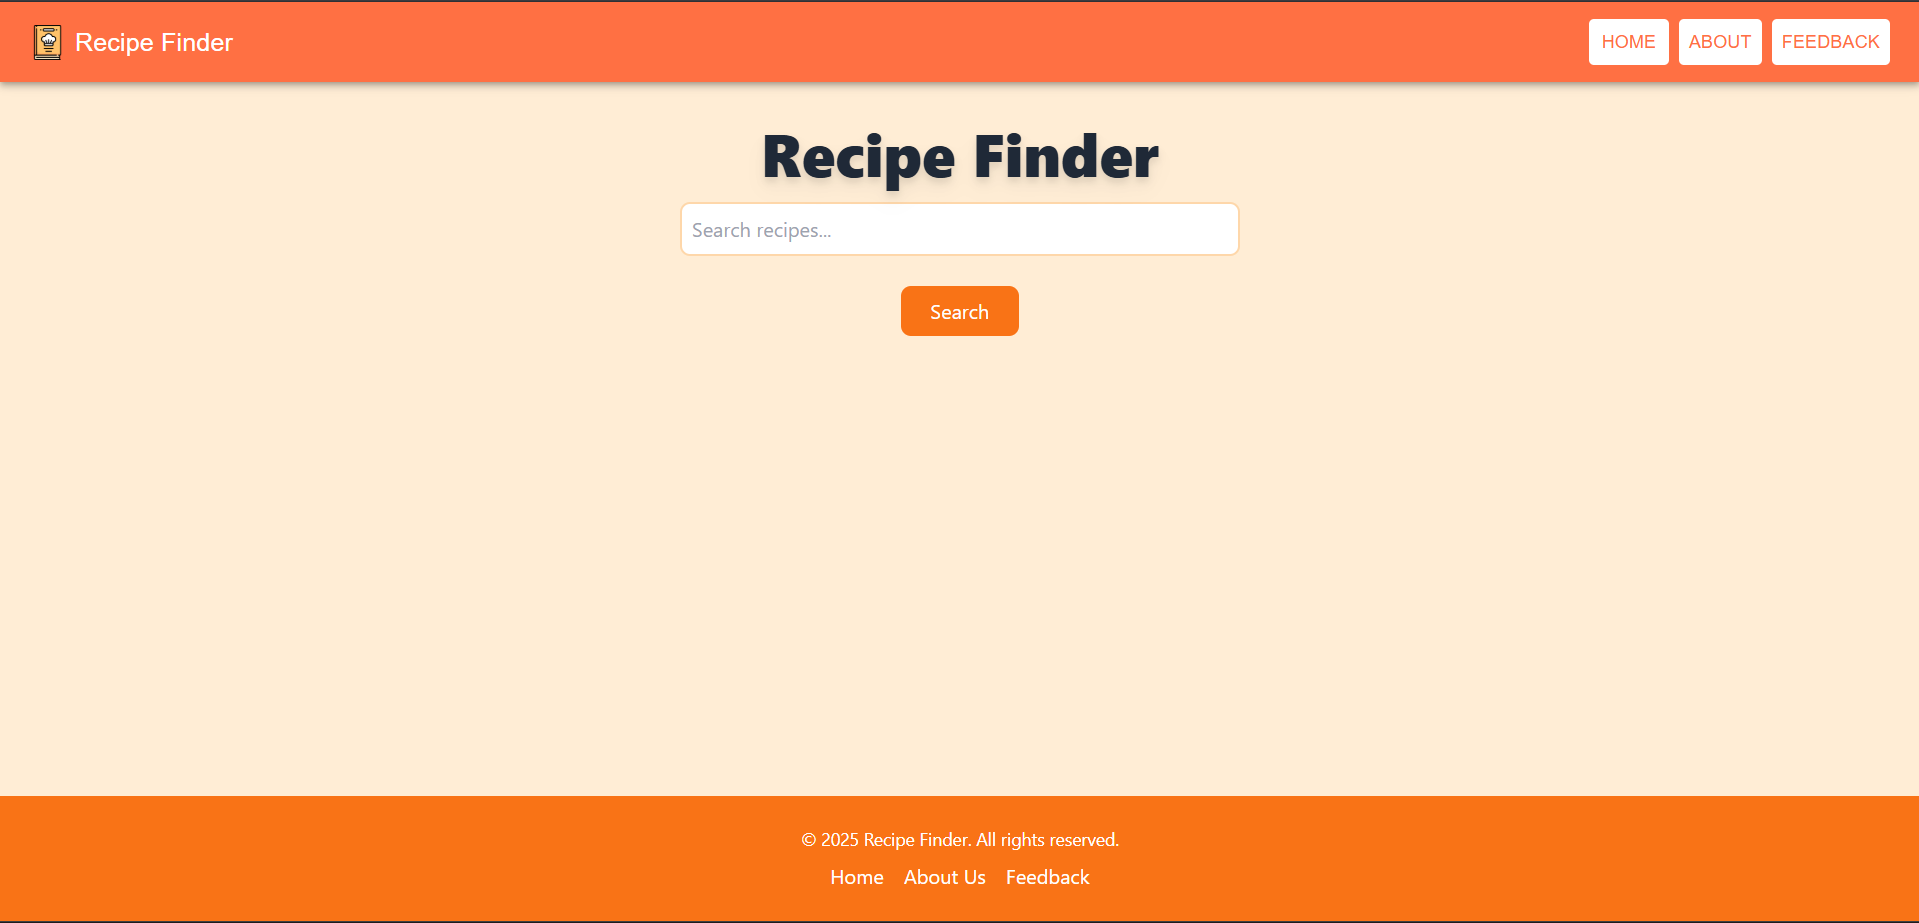 Recipe Finder
HOME
ABOUT
FEEDBACK
Recipe Finder
Search recipes...
Search
© 2025 Recipe Finder. All rights reserved.
Home About Us Feedback